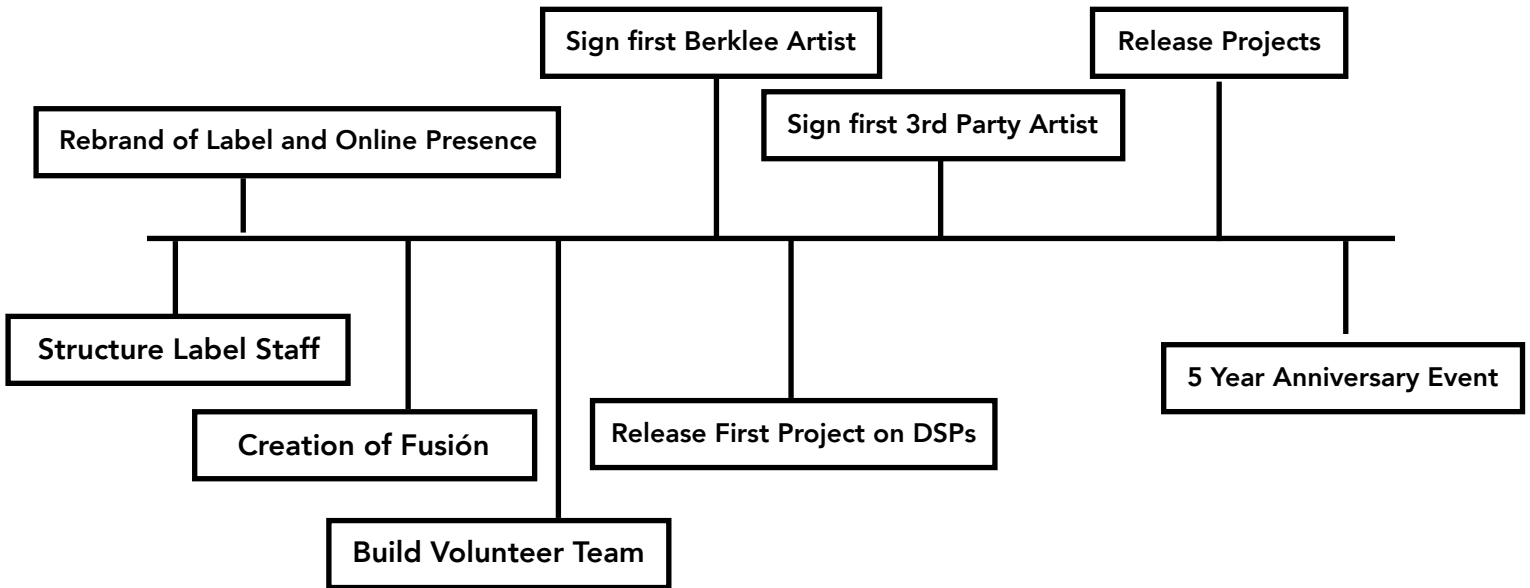 Sign first Berklee Artist
Release Projects
Sign first 3rd Party Artist
Rebrand of Label and Online Presence
Structure Label Staff
5 Year Anniversary Event
Creation of Fusión
Release First Project on DSPs
Build Volunteer Team